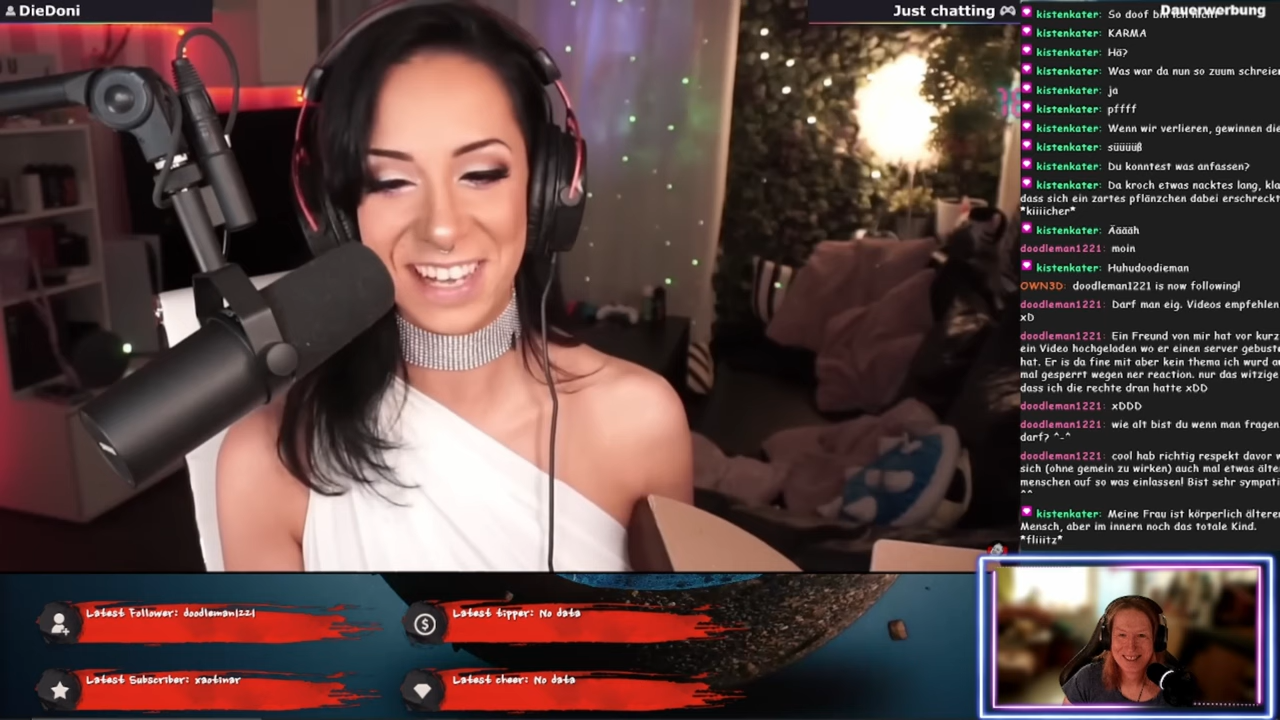 DieDoni
Just chatting
Dauerwerbung
kistenkater: So doof bin ich nicht
kistenkater: KARMA
kistenkater: Hä?
kistenkater: Was war da nun so zuum schreien
kistenkater: ja
kistenkater: pffff
kistenkater: Wenn wir verlieren, gewinnen die
kistenkater: süüüüß
kistenkater: Du konntest was anfassen?
kistenkater: Da kroch etwas nacktes lang, kla
dass sich ein zartes pflänzchen dabei erschreckt
*kiiiicher*
kistenkater: Ääääh
doodleman1221: moin
kistenkater: Huhudoodieman
OWN3D: doodleman1221 is now following!
doodleman1221: Darf man eig. Videos empfehlen
xD
doodleman1221: Ein Freund von mir hat vor kurz
ein Video hochgeladen wo er einen server gebust
hat. Er is da fine mit aber kein thema ich wurd a
mal gesperrt wegen ner reaction. nur das witzige
dass ich die rechte dran hatte xDD
doodleman1221: xDDD
doodleman1221: wie alt bist du wenn man fragen
darf? ^-^
doodleman1221: cool hab richtig respekt davor w
sich (ohne gemein zu wirken) auch mal etwas älte
menschen auf so was einlassen! Bist sehr sympati
^^
kistenkater: Meine Frau ist körperlich älterer
Mensch, aber im innern noch das totale Kind.
*fliiitz*
Latest Follower: doodleman1221
Latest tipper: No data
Latest Subscriber: xaotinar
Latest cheer: No data